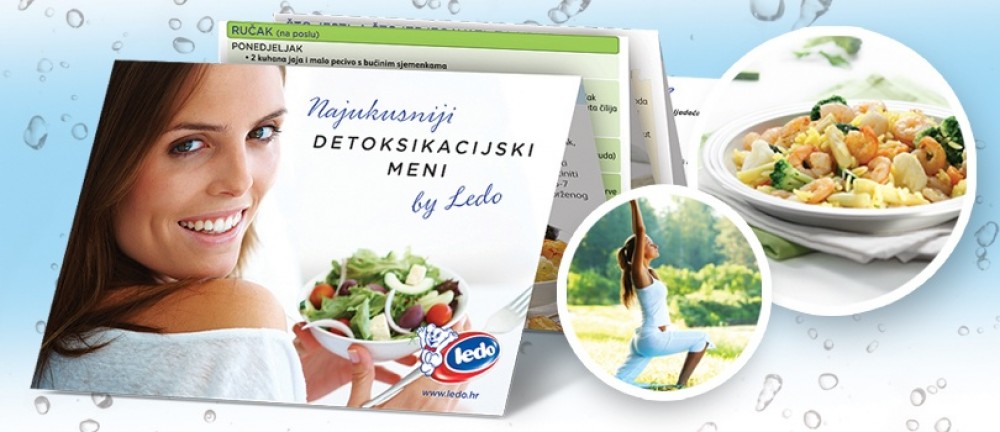 RUČAK (na poslu)
PONEDJELJAK
• 2 kuhana jaja i malo pecivo s bučinim sjemenkama
Najukusniji
DETOKSIKACIJSKI
MENI
by Ledo
ledo
www.ledo.hr